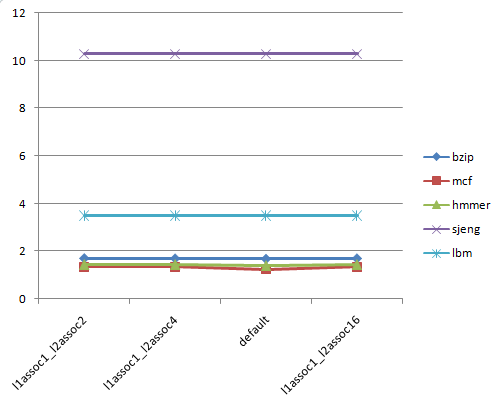 12
10
8
6
4
2
0
l1assoc1_l2assoc2
l1assoc1_l2assoc4
default
l1assoc1_l2assoc16
bzip
mcf
hmmer
sjeng
lbm